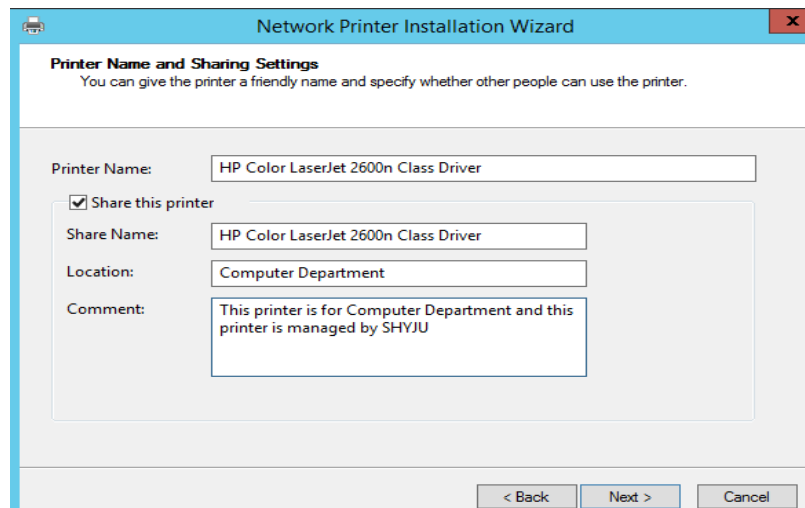 Network Printer Installation Wizard
x
Printer Name and Sharing Settings
You can give the printer a friendly name and specify whether other people can use the printer.
Printer Name:
HP Color LaserJet 2600n Class Driver
Share this printer
Share Name:
HP Color LaserJet 2600n Class Driver
Location:
Computer Department
Comment:
This printer is for Computer Department and this
printer is managed by SHYJU
< Back
Next >
Cancel